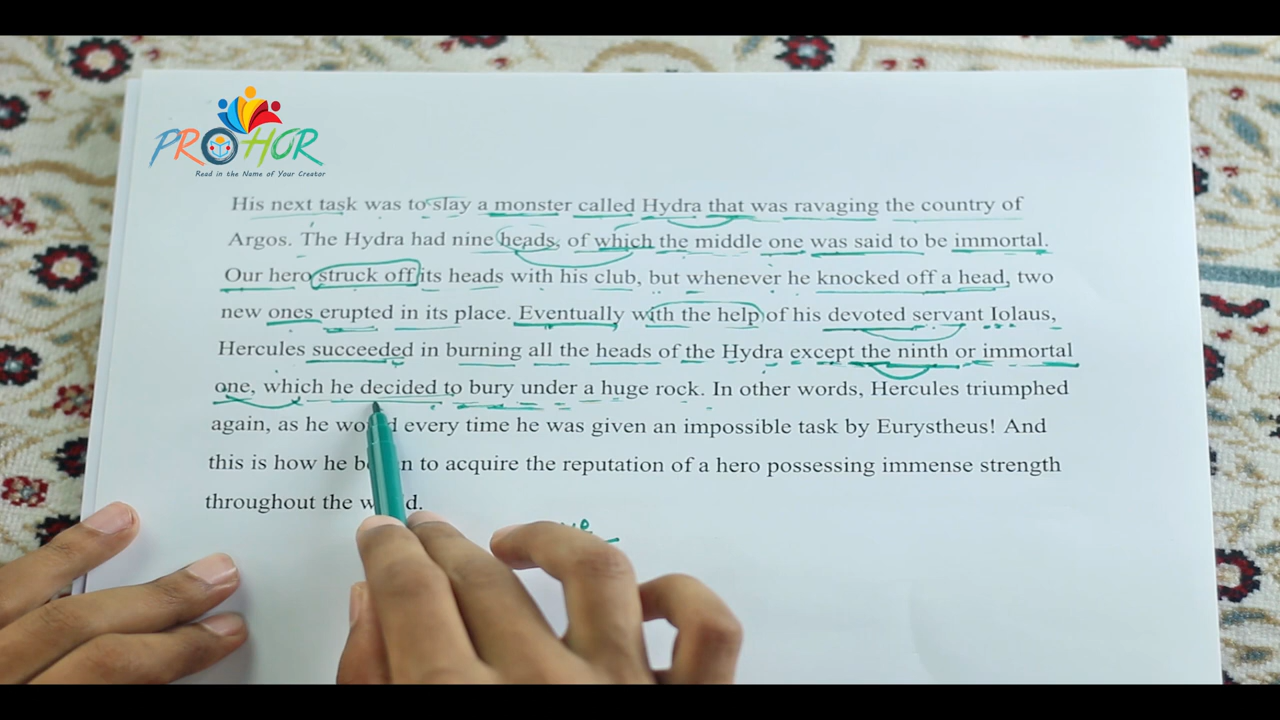 PROHOR
Read in the Name of Your Creator
His next task was to slay a monster called Hydra that was ravaging the country of
Argos. The Hydra had nine heads, of which the middle one was said to be immortal.
Our hero struck off its heads with his club, but whenever he knocked off a head, two
new ones erupted in its place. Eventually with the help of his devoted servant Iolaus,
Hercules succeeded in burning all the heads of the Hydra except the ninth or immortal
one, which he decided to bury under a huge rock. In other words, Hercules triumphed
again, as he would every time he was given an impossible task by Eurystheus! And
this is how he to acquire the reputation of a hero possessing immense strength
throughout the